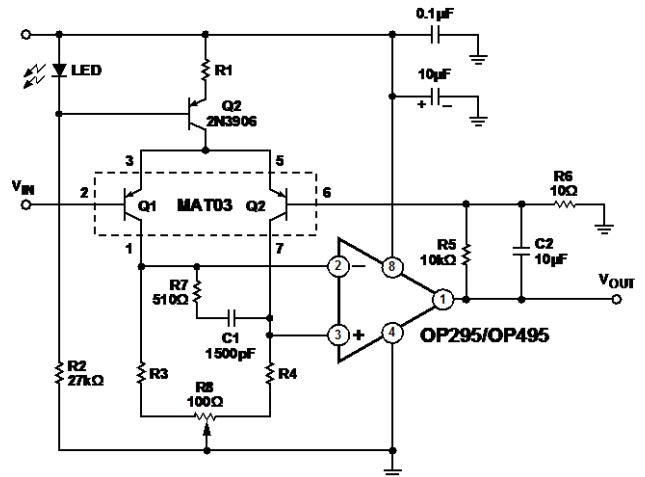 0.1µF
LED
R1
10µF
+ −
Q2
2N3906
3 5
V_IN
2 Q1 MAT03 Q2 6
R6
10Ω
1 7
R5
10kΩ
C2
10µF
R7
510Ω
2 − 8
V_OUT
1
C1
1500pF
3 + 4
OP295/OP495
R2
27kΩ
R3 R4
R8
100Ω